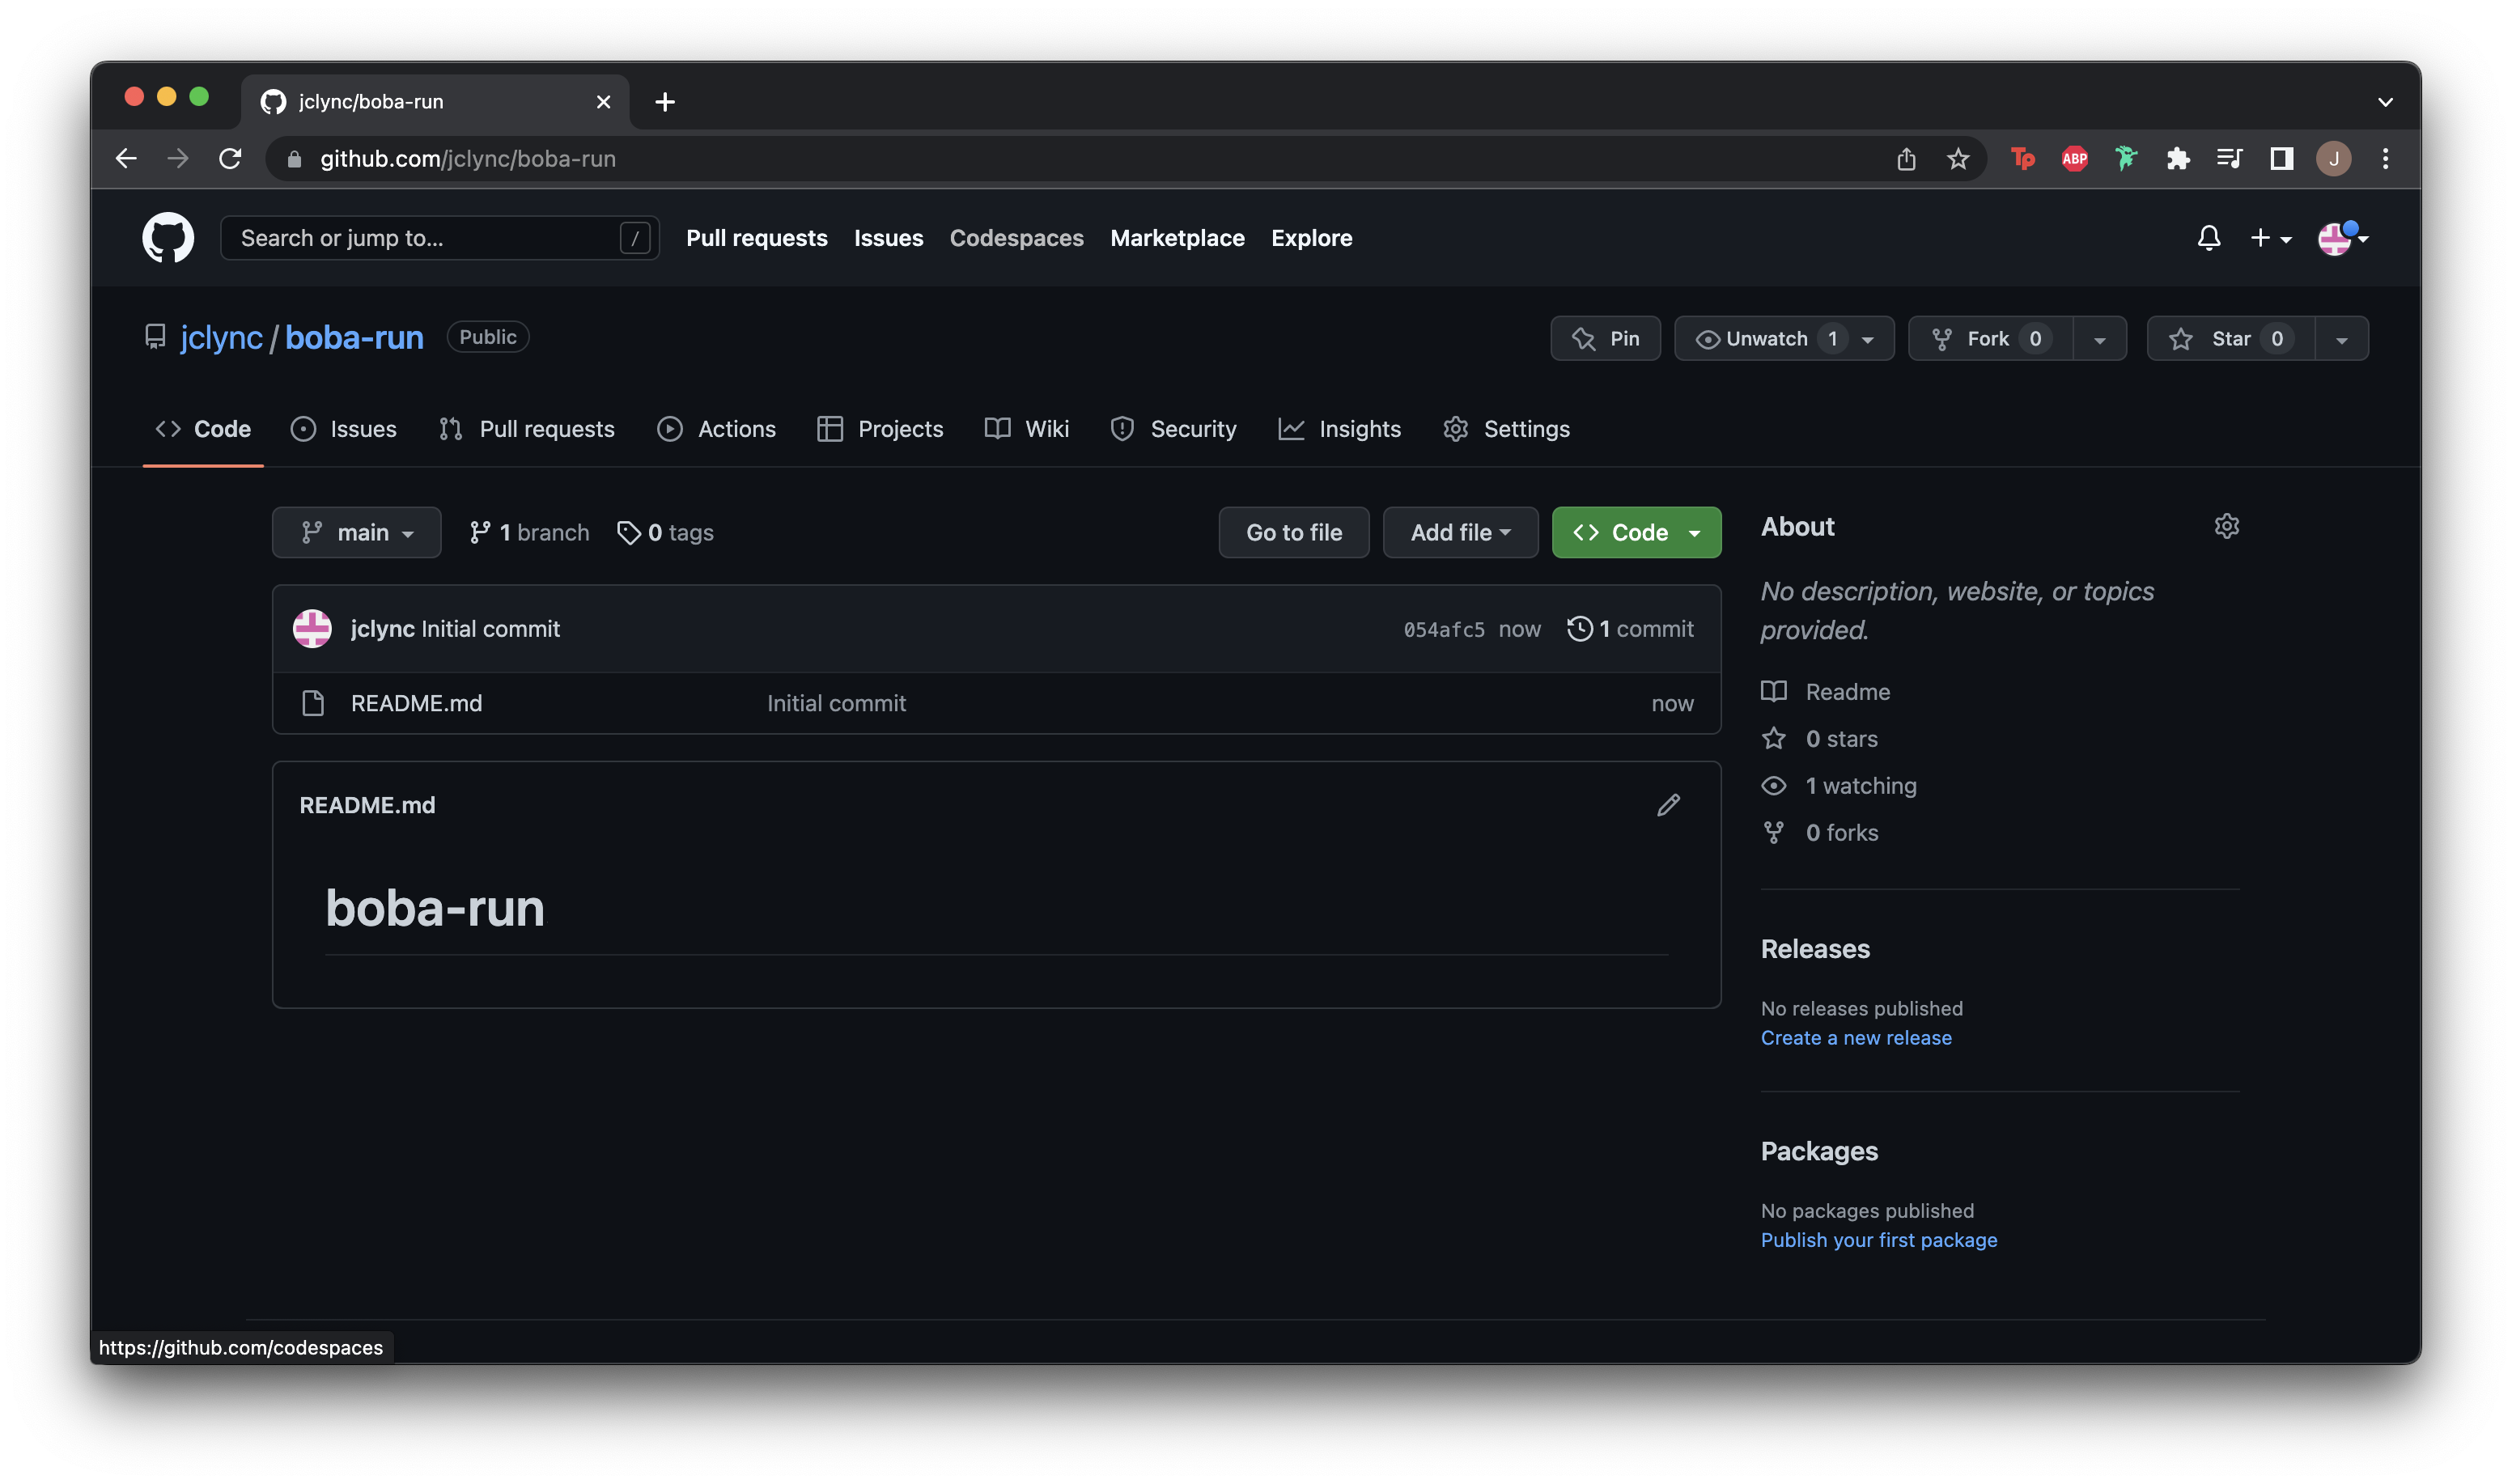 jclync/boba-run
github.com/jclync/boba-run
Tp ABP J
Search or jump to... / Pull requests Issues Codespaces Marketplace Explore
jclync / boba-run Public Pin Unwatch 1 Fork 0 Star 0
Code Issues Pull requests Actions Projects Wiki Security Insights Settings
main 1 branch 0 tags Go to file Add file Code
jclync Initial commit 054afc5 now 1 commit
README.md Initial commit now
README.md
boba-run
About
No description, website, or topics
provided.
Readme
0 stars
1 watching
0 forks
Releases
No releases published
Create a new release
Packages
No packages published
Publish your first package
https://github.com/codespaces